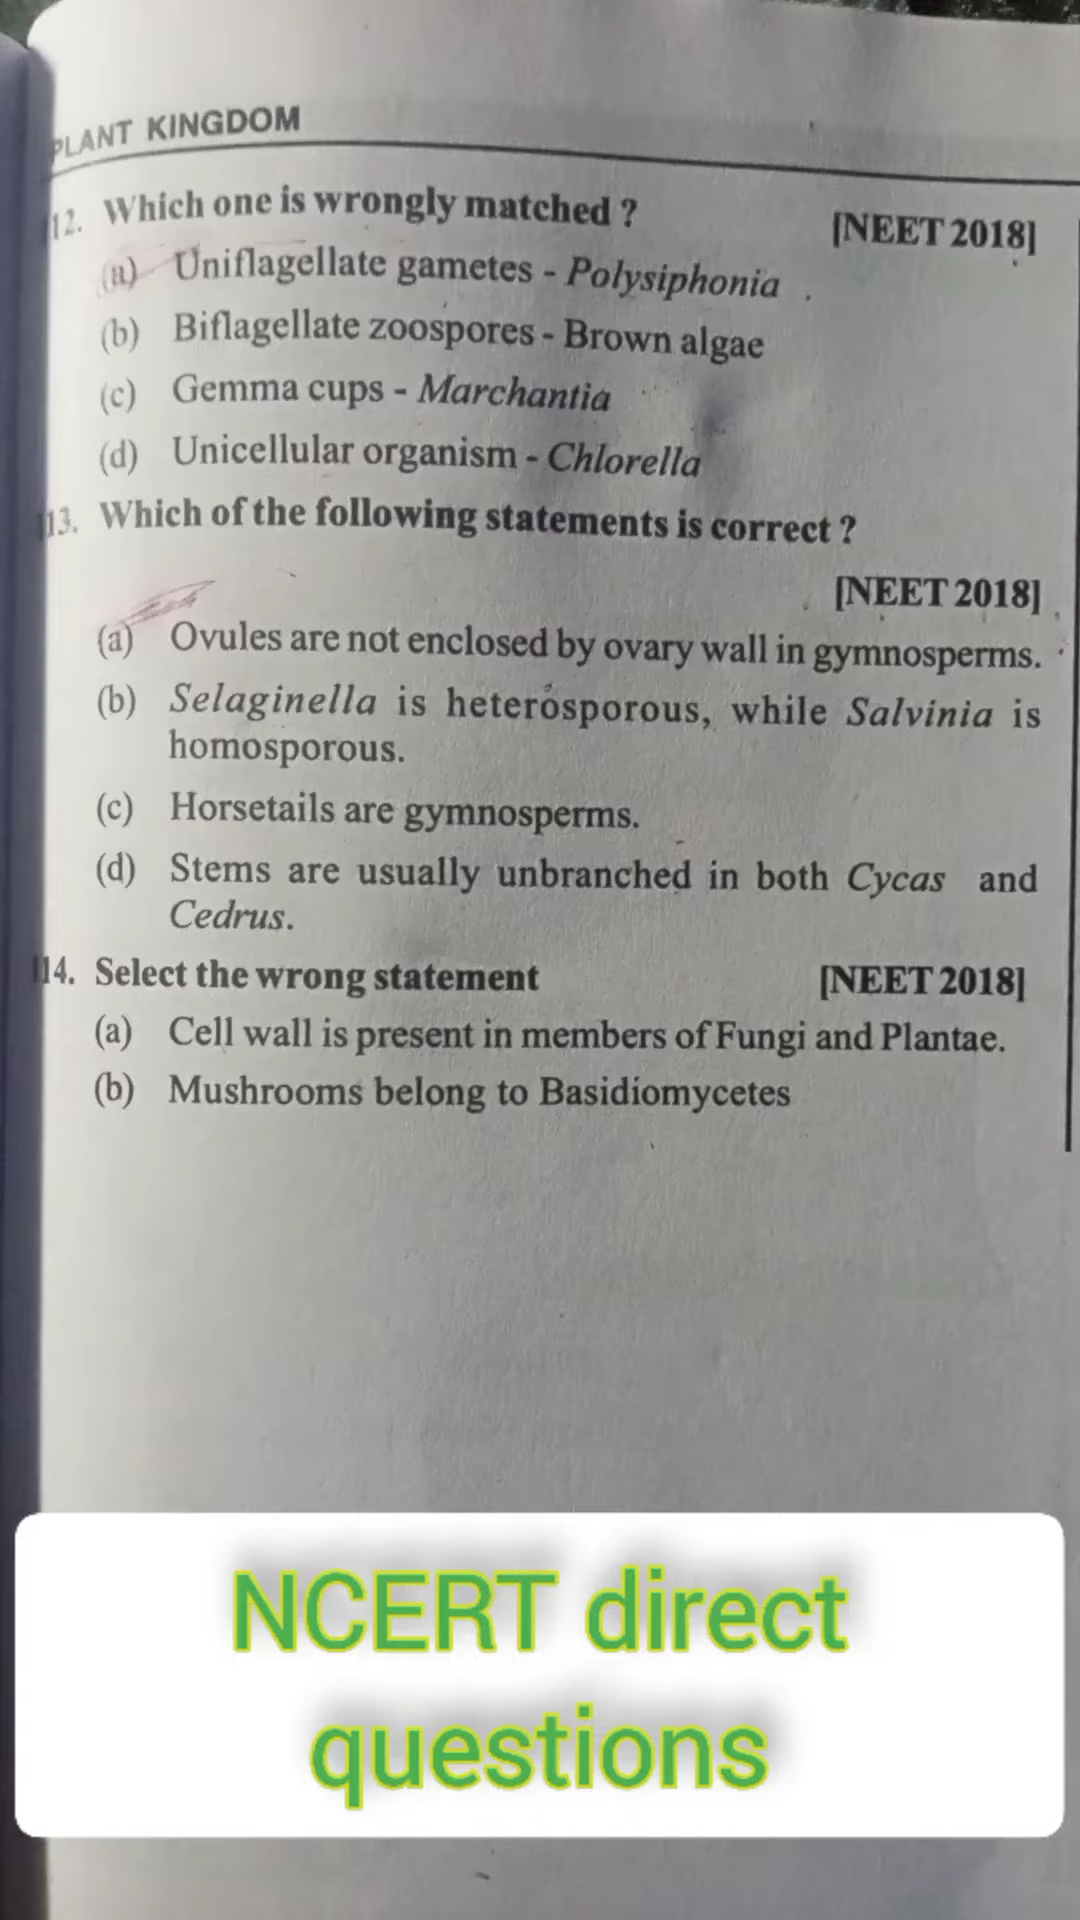 PLANT KINGDOM
112. Which one is wrongly matched ? [NEET 2018]
(a) Uniflagellate gametes - Polysiphonia
(b) Biflagellate zoospores - Brown algae
(c) Gemma cups - Marchantia
(d) Unicellular organism - Chlorella
113. Which of the following statements is correct ?
[NEET 2018]
(a) Ovules are not enclosed by ovary wall in gymnosperms.
(b) Selaginella is heterosporous, while Salvinia is
homosporous.
(c) Horsetails are gymnosperms.
(d) Stems are usually unbranched in both Cycas and
Cedrus.
114. Select the wrong statement [NEET 2018]
(a) Cell wall is present in members of Fungi and Plantae.
(b) Mushrooms belong to Basidiomycetes
NCERT direct
questions